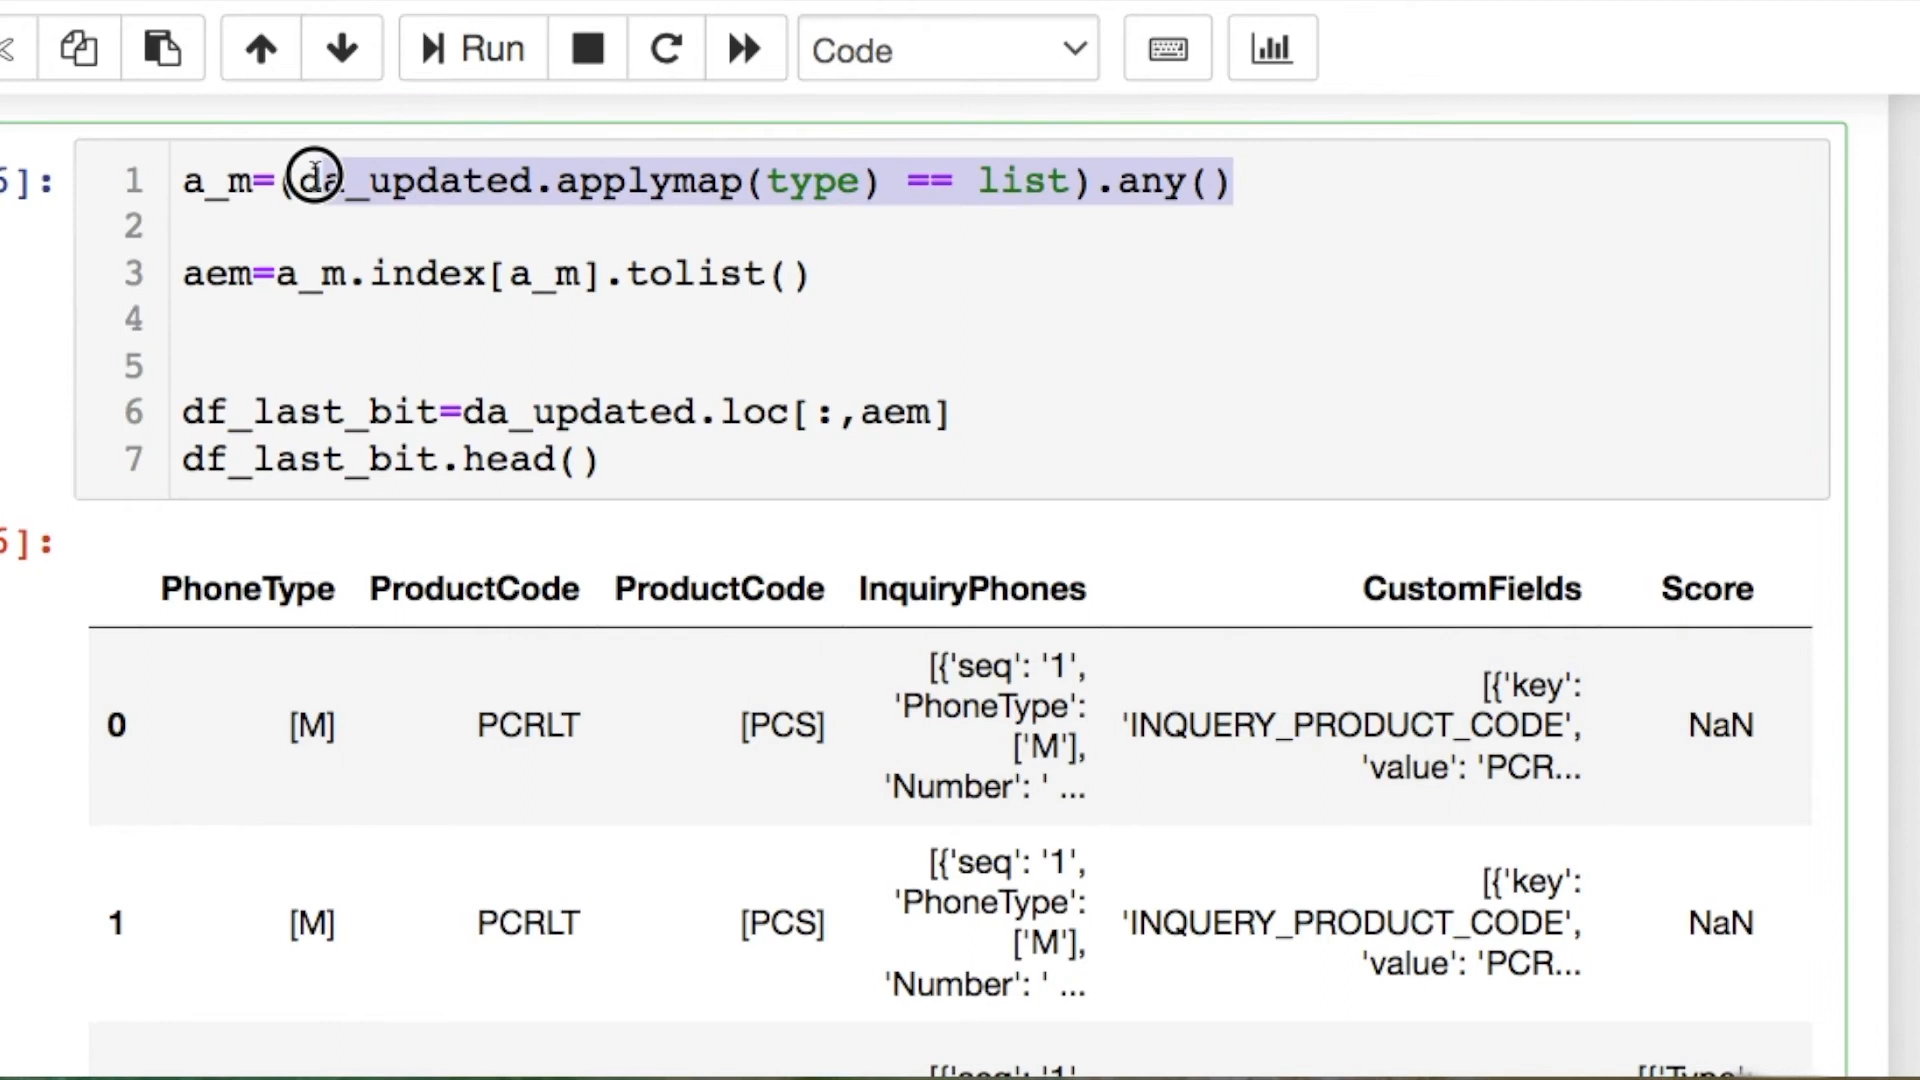 Run
Code
5]:
1 a_m=(da_updated.applymap(type) == list).any()
2
3 aem=a_m.index[a_m].tolist()
4
5
6 df_last_bit=da_updated.loc[:,aem]
7 df_last_bit.head()
5]:
PhoneType ProductCode ProductCode InquiryPhones CustomFields Score
0 [M] PCRLT [PCS] [{'seq': '1', 'PhoneType': ['M'], 'Number': ' ... [{'key': 'INQUERY_PRODUCT_CODE', 'value': 'PCR... NaN
1 [M] PCRLT [PCS] [{'seq': '1', 'PhoneType': ['M'], 'Number': ' ... [{'key': 'INQUERY_PRODUCT_CODE', 'value': 'PCR... NaN
[{'seq': '1', [{'Type':